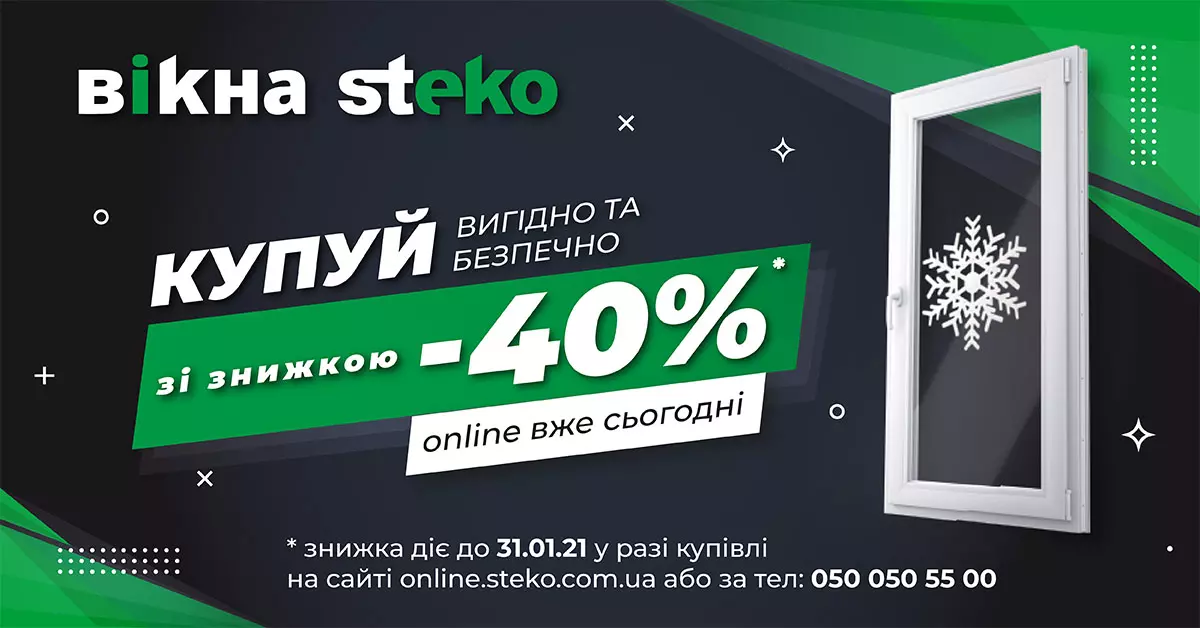 вікна steko
КУПУЙ
ВИГІДНО ТА
БЕЗПЕЧНО
зі знижкою -40%*
online вже сьогодні
* знижка діє до 31.01.21 у разі купівлі
на сайті online.steko.com.ua або за тел: 050 050 55 00